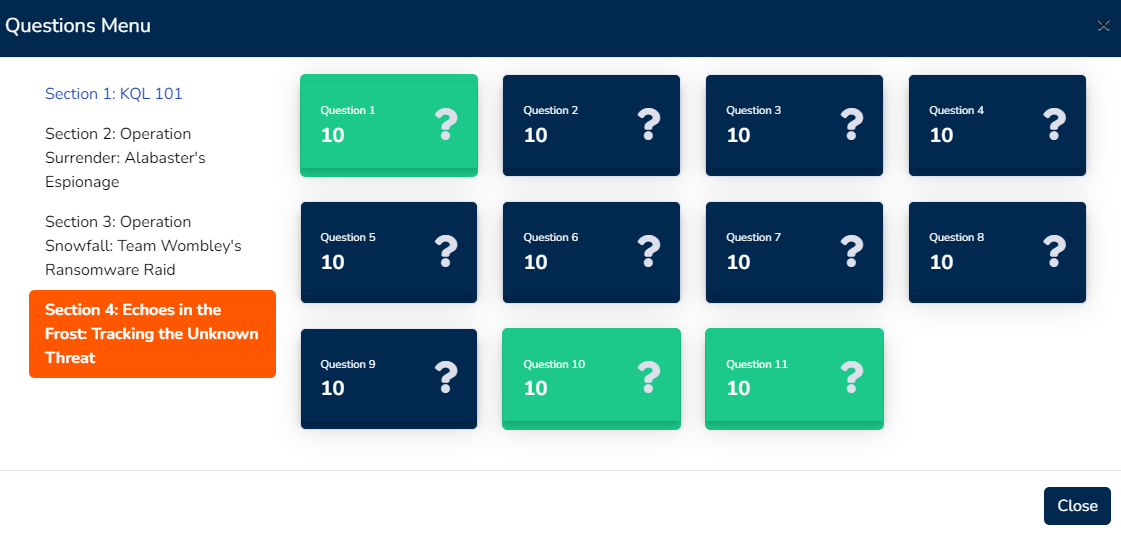 Questions Menu
×
Section 1: KQL 101
Section 2: Operation
Surrender: Alabaster's
Espionage
Section 3: Operation
Snowfall: Team Wombley's
Ransomware Raid
Section 4: Echoes in the
Frost: Tracking the Unknown
Threat
Question 1
10
?
Question 2
10
?
Question 3
10
?
Question 4
10
?
Question 5
10
?
Question 6
10
?
Question 7
10
?
Question 8
10
?
Question 9
10
?
Question 10
10
?
Question 11
10
?
Close